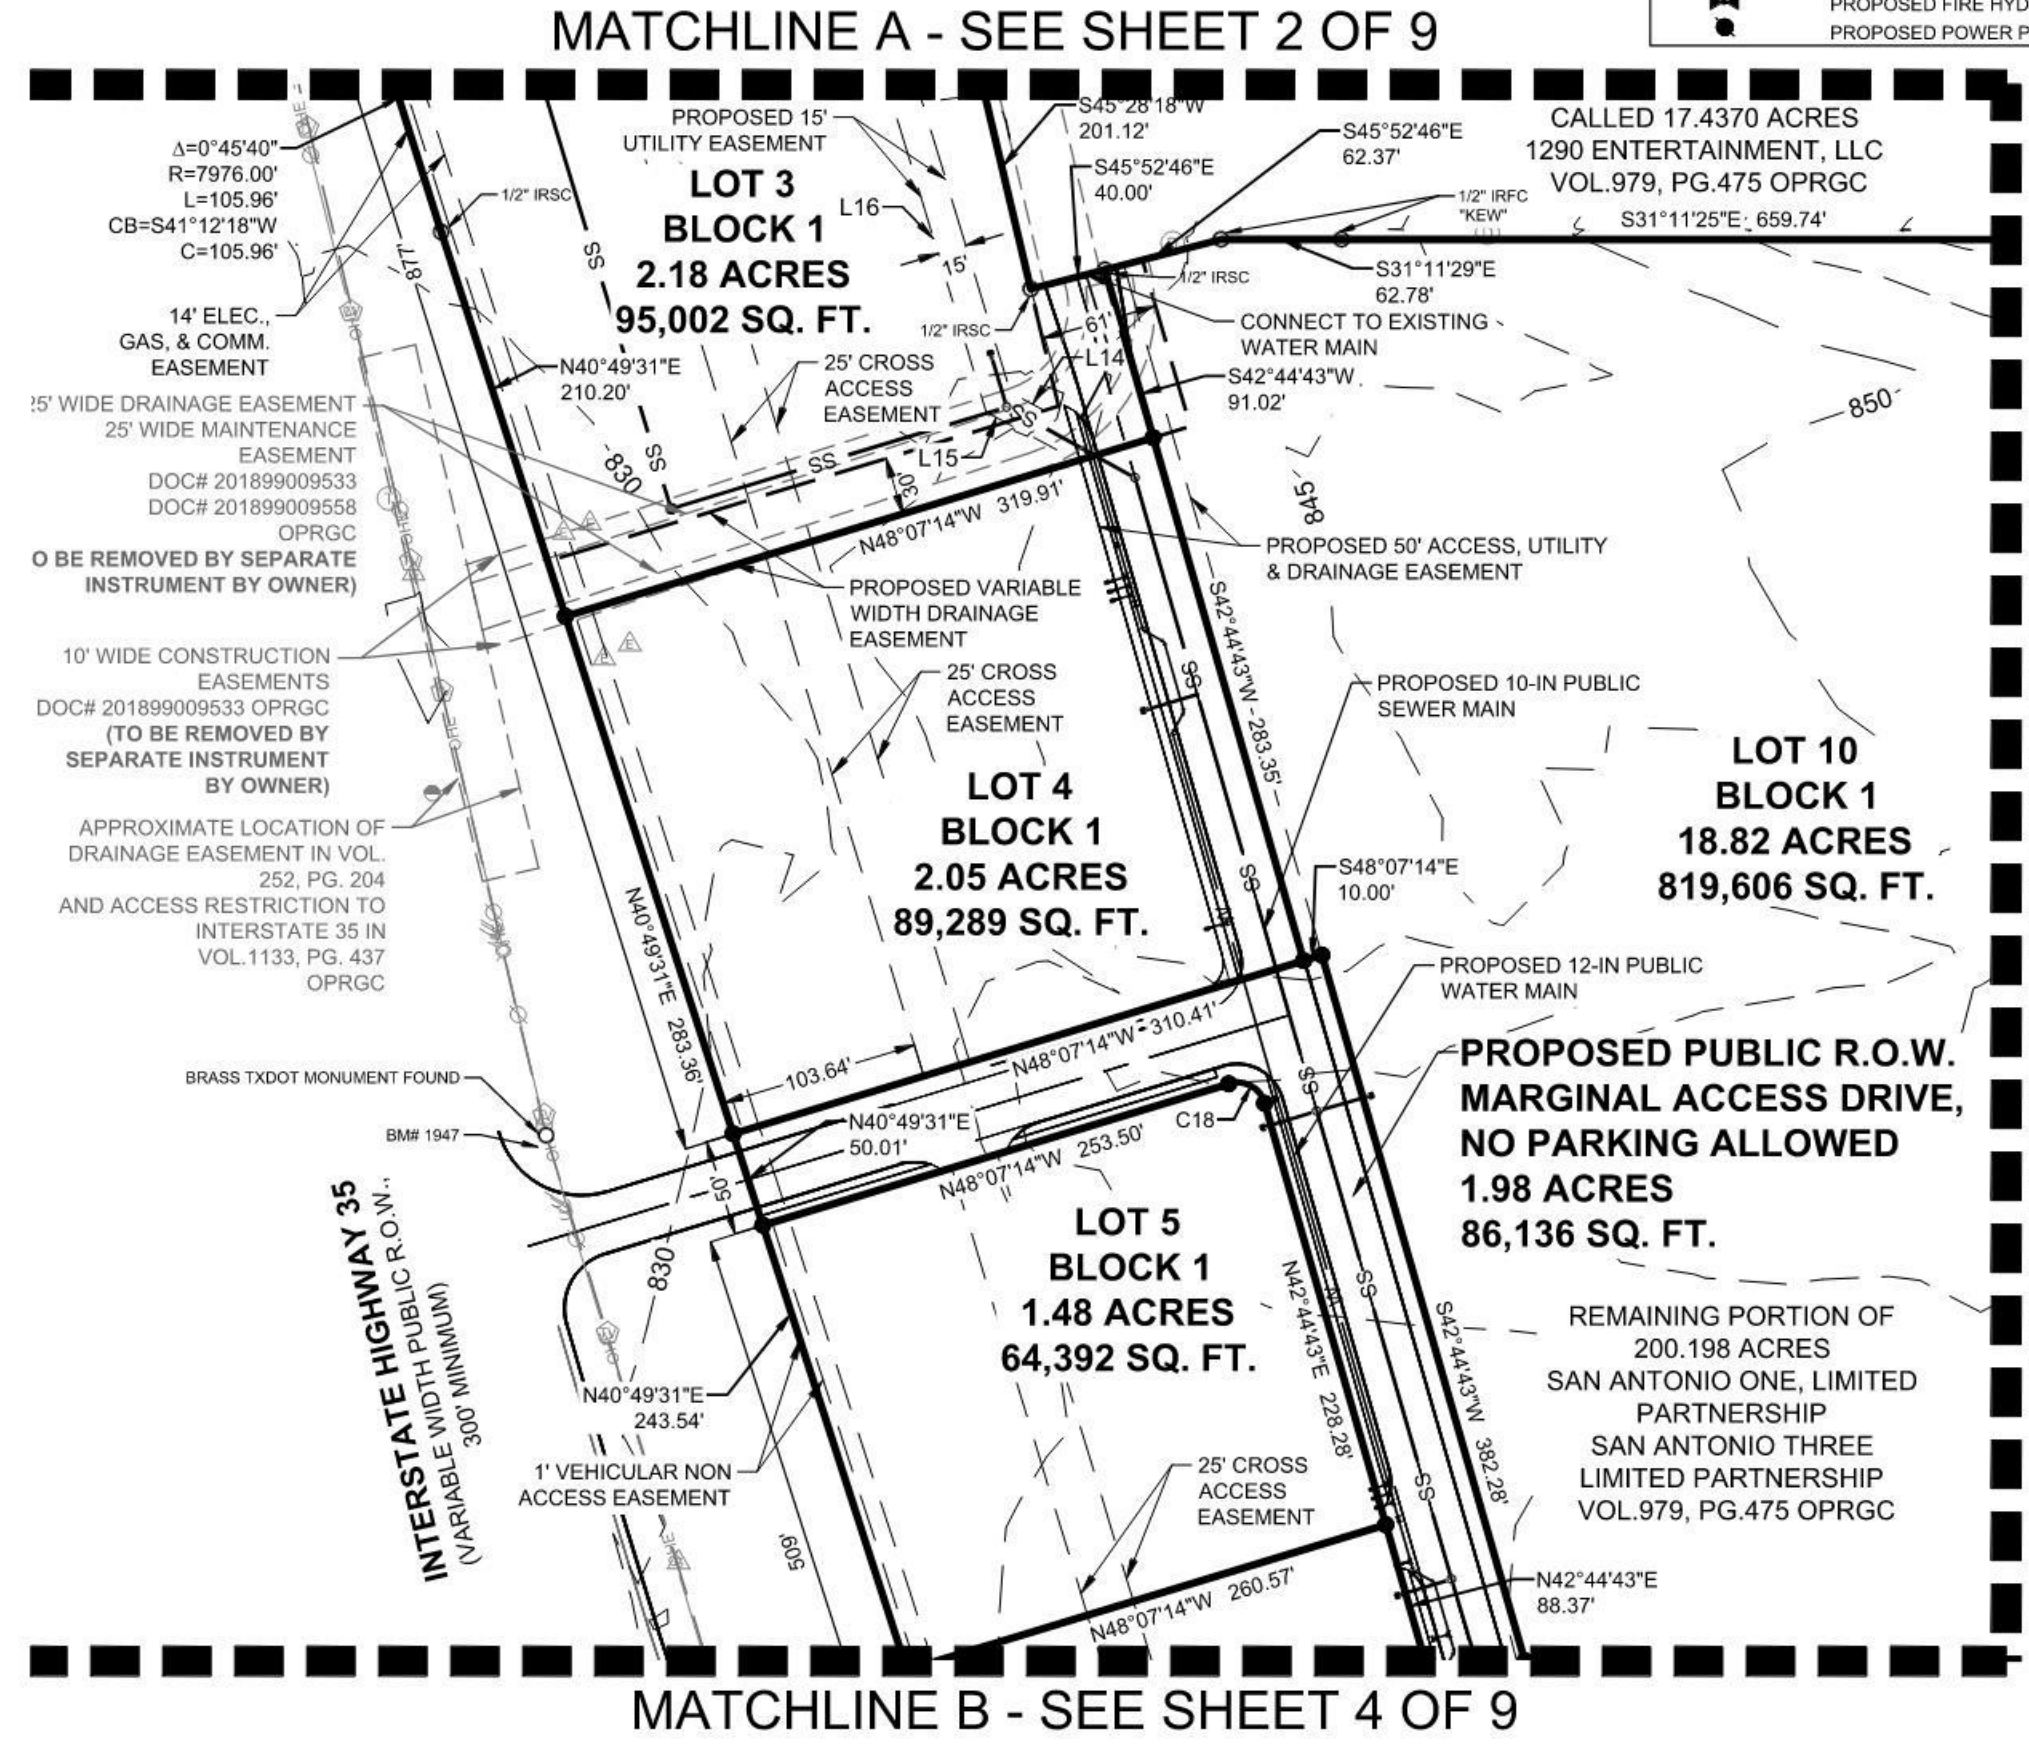 MATCHLINE A - SEE SHEET 2 OF 9
PROPOSED POWER P
Δ=0°45'40"
R=7976.00'
L=105.96'
CB=S41°12'18"W
C=105.96'
1/2" IRSC
877'
14' ELEC.,
GAS, & COMM.
EASEMENT
N40°49'31"E
210.20'
PROPOSED 15'
UTILITY EASEMENT
LOT 3
BLOCK 1
2.18 ACRES
95,002 SQ. FT.
L16
15'
SS
SS
S45°28'18"W
201.12'
S45°52'46"E
40.00'
S45°52'46"E
62.37'
CALLED 17.4370 ACRES
1290 ENTERTAINMENT, LLC
VOL.979, PG.475 OPRGC
1/2" IRFC
"KEW"
S31°11'25"E 659.74'
S31°11'29"E
62.78'
1/2" IRSC
1/2" IRSC
61'
CONNECT TO EXISTING
WATER MAIN
L14
S42°44'43"W
91.02'
850
25' CROSS
ACCESS
EASEMENT
SS
SS
L15
30'
830
N48°07'14"W 319.91'
25' WIDE DRAINAGE EASEMENT
25' WIDE MAINTENANCE
EASEMENT
DOC# 201899009533
DOC# 201899009558
OPRGC
O BE REMOVED BY SEPARATE
INSTRUMENT BY OWNER)
845
PROPOSED 50' ACCESS, UTILITY
& DRAINAGE EASEMENT
PROPOSED VARIABLE
WIDTH DRAINAGE
EASEMENT
S42°44'43"W 283.35'
10' WIDE CONSTRUCTION
EASEMENTS
DOC# 201899009533 OPRGC
(TO BE REMOVED BY
SEPARATE INSTRUMENT
BY OWNER)
25' CROSS
ACCESS
EASEMENT
SS
PROPOSED 10-IN PUBLIC
SEWER MAIN
LOT 4
BLOCK 1
2.05 ACRES
89,289 SQ. FT.
LOT 10
BLOCK 1
18.82 ACRES
819,606 SQ. FT.
APPROXIMATE LOCATION OF
DRAINAGE EASEMENT IN VOL.
252, PG. 204
AND ACCESS RESTRICTION TO
INTERSTATE 35 IN
VOL.1133, PG. 437
OPRGC
OHE
SS
S48°07'14"E
10.00'
N40°49'31"E 283.36'
PROPOSED 12-IN PUBLIC
WATER MAIN
N48°07'14"W 310.41'
103.64'
BRASS TXDOT MONUMENT FOUND
BM# 1947
N40°49'31"E
50.01'
50'
C18
SS
N48°07'14"W 253.50'
PROPOSED PUBLIC R.O.W.
MARGINAL ACCESS DRIVE,
NO PARKING ALLOWED
1.98 ACRES
86,136 SQ. FT.
830
INTERSTATE HIGHWAY 35
(VARIABLE WIDTH PUBLIC R.O.W.,
300' MINIMUM)
LOT 5
BLOCK 1
1.48 ACRES
64,392 SQ. FT.
N42°44'43"E 228.28'
W
SS
S42°44'43"W 382.28'
REMAINING PORTION OF
200.198 ACRES
SAN ANTONIO ONE, LIMITED
PARTNERSHIP
SAN ANTONIO THREE
LIMITED PARTNERSHIP
VOL.979, PG.475 OPRGC
N40°49'31"E
243.54'
1' VEHICULAR NON
ACCESS EASEMENT
25' CROSS
ACCESS
EASEMENT
SS
509'
N48°07'14"W 260.57'
N42°44'43"E
88.37'
MATCHLINE B - SEE SHEET 4 OF 9